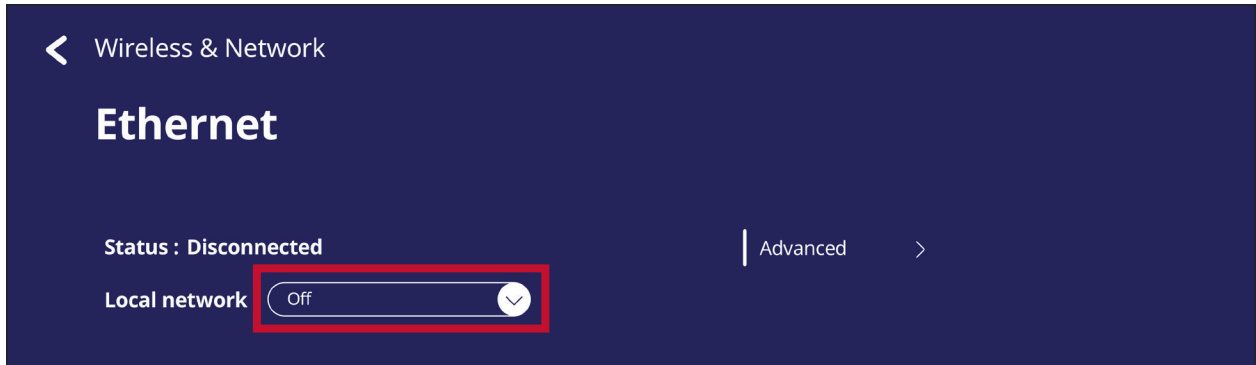 Wireless & Network
Ethernet
Status : Disconnected
Advanced
Local network
Off